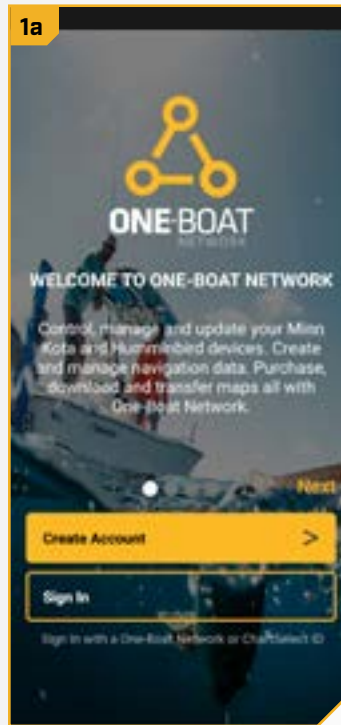 1a
ONE-BOAT
NETWORK
WELCOME TO ONE-BOAT NETWORK
Control, manage and update your Minn
Kota and Humminbird devices. Create
and manage navigation data. Purchase,
download and transfer maps all with
One-Boat Network.
Next
Create Account >
Sign In
Sign in with a One-Boat Network or ChartSelect ID